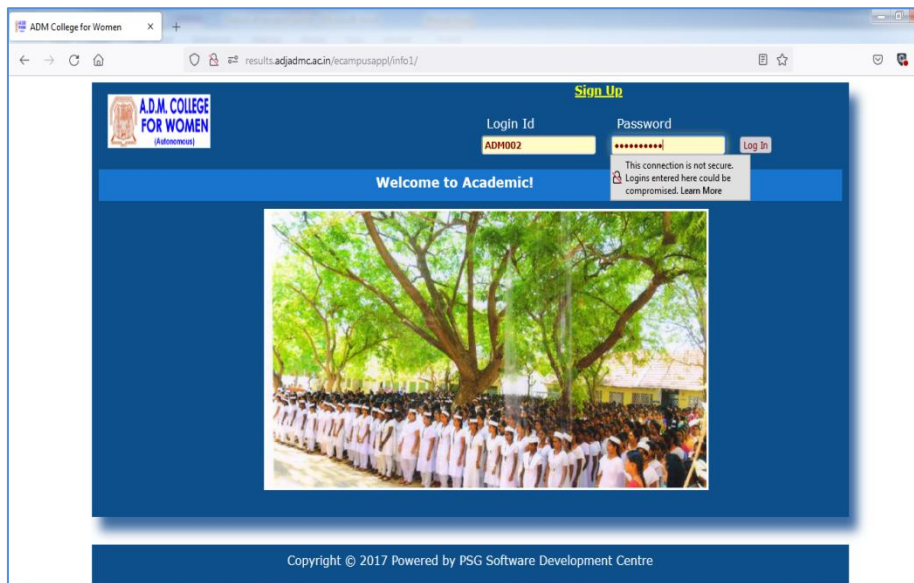 ADM College for Women
results.adjadmc.ac.in/ecampusappl/info1/
Sign Up
A.D.M. COLLEGE
FOR WOMEN
(Autonomous)
Login Id Password
ADM002 ••••••••••
Log In
This connection is not secure.
Logins entered here could be
compromised. Learn More
Welcome to Academic!
Copyright © 2017 Powered by PSG Software Development Centre